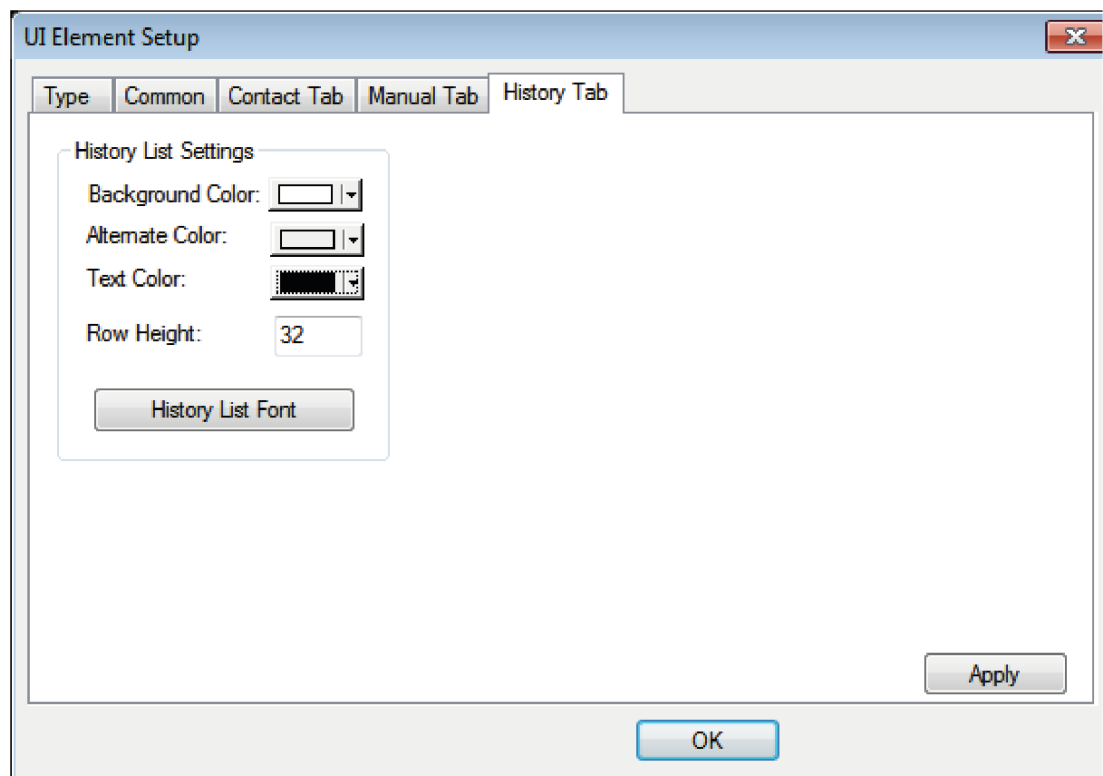 UI Element Setup
Type Common Contact Tab Manual Tab History Tab
History List Settings
Background Color:
Alternate Color:
Text Color:
Row Height: 32
History List Font
Apply
OK